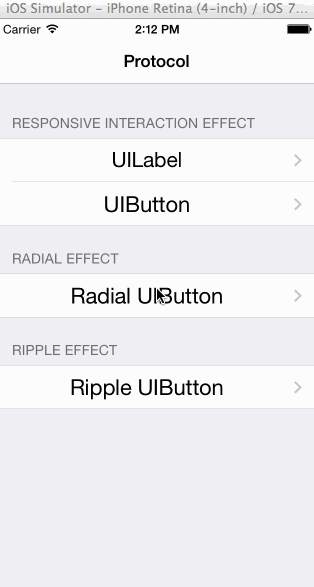 iOS Simulator – iPhone Retina (4-inch) / iOS 7...
Carrier 2:12 PM
Protocol
RESPONSIVE INTERACTION EFFECT
UILabel
UIButton
RADIAL EFFECT
Radial UIButton
RIPPLE EFFECT
Ripple UIButton